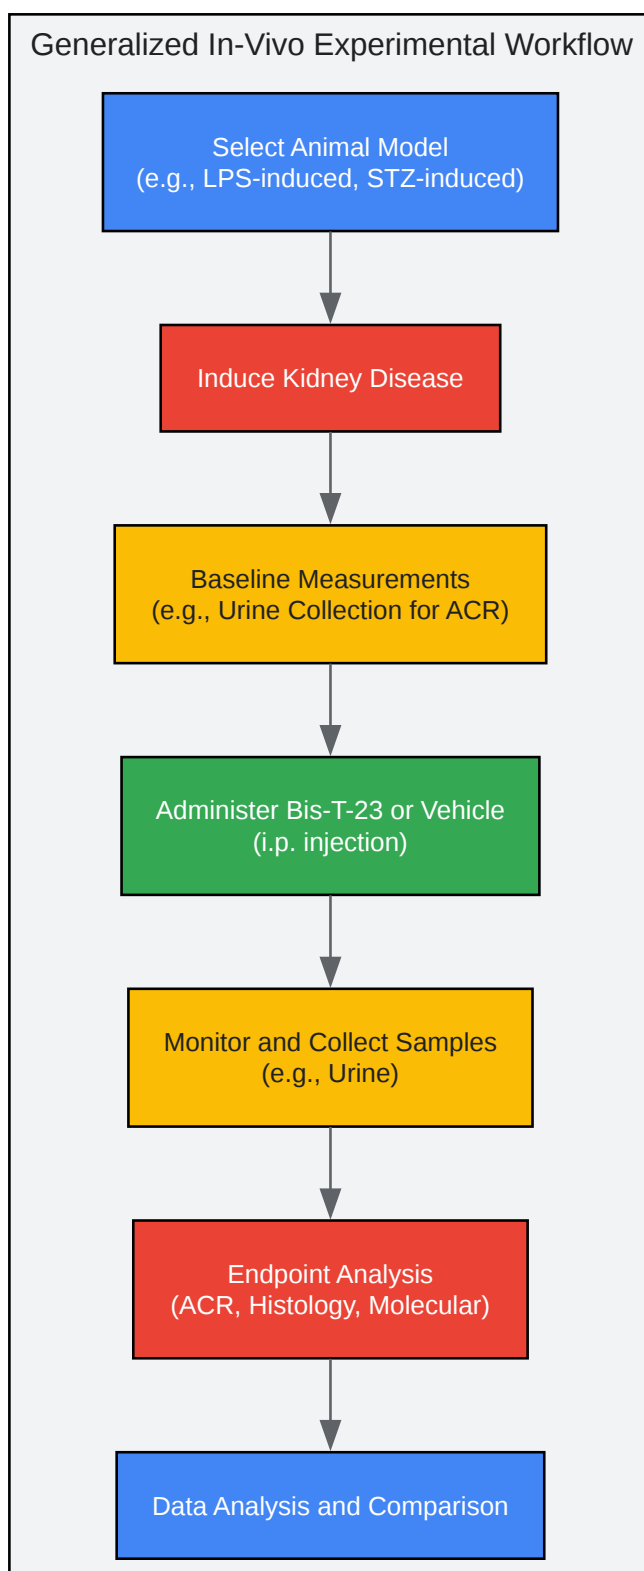 Generalized In-Vivo Experimental Workflow
Select Animal Model
(e.g., LPS-induced, STZ-induced)
Induce Kidney Disease
Baseline Measurements
(e.g., Urine Collection for ACR)
Administer Bis-T-23 or Vehicle
(i.p. injection)
Monitor and Collect Samples
(e.g., Urine)
Endpoint Analysis
(ACR, Histology, Molecular)
Data Analysis and Comparison